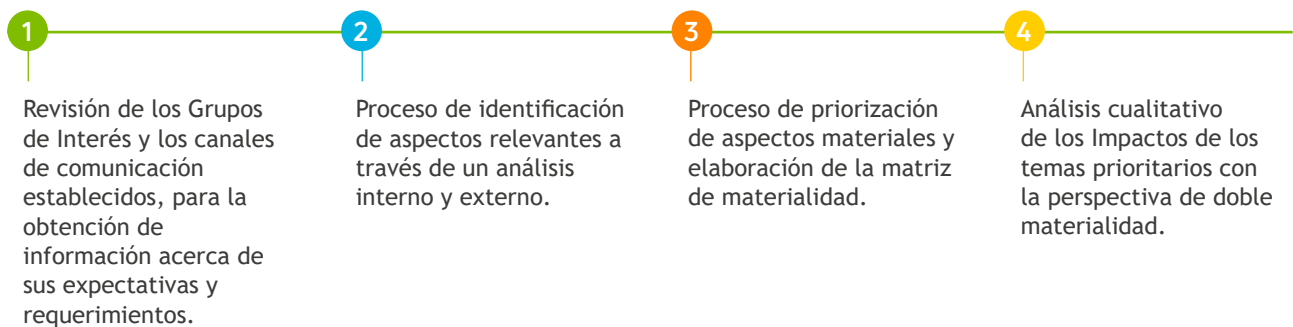 1
Revisión de los Grupos
de Interés y los canales
de comunicación
establecidos, para la
obtención de
información acerca de
sus expectativas y
requerimientos.
2
Proceso de identificación
de aspectos relevantes a
través de un análisis
interno y externo.
3
Proceso de priorización
de aspectos materiales y
elaboración de la matriz
de materialidad.
4
Análisis cualitativo
de los Impactos de los
temas prioritarios con
la perspectiva de doble
materialidad.